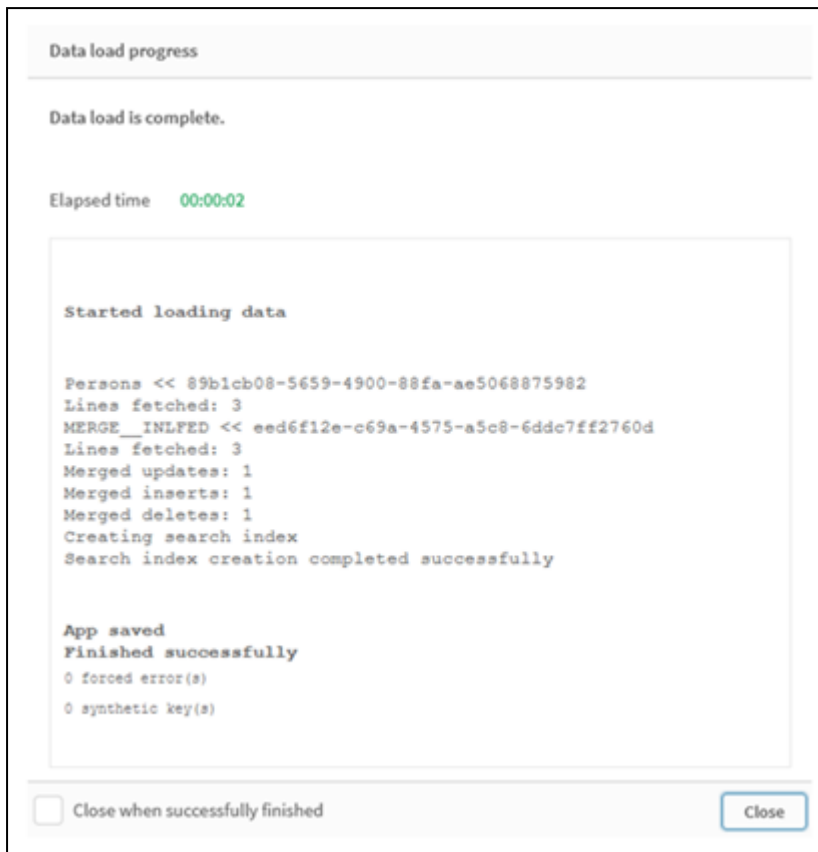 Data load progress
Data load is complete.
Elapsed time 00:00:02
Started loading data
Persons << 89b1cb08-5659-4900-88fa-ae5068875982
Lines fetched: 3
MERGE__INLFED << eed6f12e-c69a-4575-a5c8-6ddc7ff2760d
Lines fetched: 3
Merged updates: 1
Merged inserts: 1
Merged deletes: 1
Creating search index
Search index creation completed successfully
App saved
Finished successfully
0 forced error(s)
0 synthetic key(s)
Close when successfully finished Close